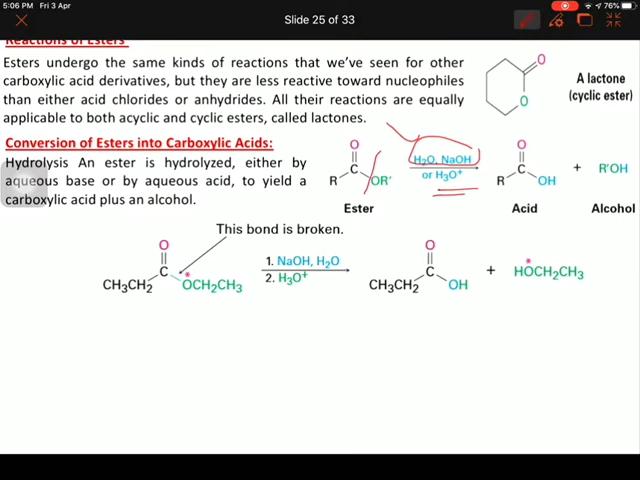 5:06 PM Fri 3 Apr
76%
Slide 25 of 33
Reactions of Esters
Esters undergo the same kinds of reactions that we've seen for other
carboxylic acid derivatives, but they are less reactive toward nucleophiles
than either acid chlorides or anhydrides. All their reactions are equally
applicable to both acyclic and cyclic esters, called lactones.
O
O
A lactone
(cyclic ester)
Conversion of Esters into Carboxylic Acids:
Hydrolysis An ester is hydrolyzed, either by
aqueous base or by aqueous acid, to yield a
carboxylic acid plus an alcohol.
O
R C OR'
Ester
H₂O, NaOH
or H₃O⁺
O
R C OH
Acid
+ R'OH
Alcohol
This bond is broken.
O
C *
CH₃CH₂ OCH₂CH₃
1. NaOH, H₂O
2. H₃O⁺
O
C
CH₃CH₂ OH
+
*
HOCH₂CH₃